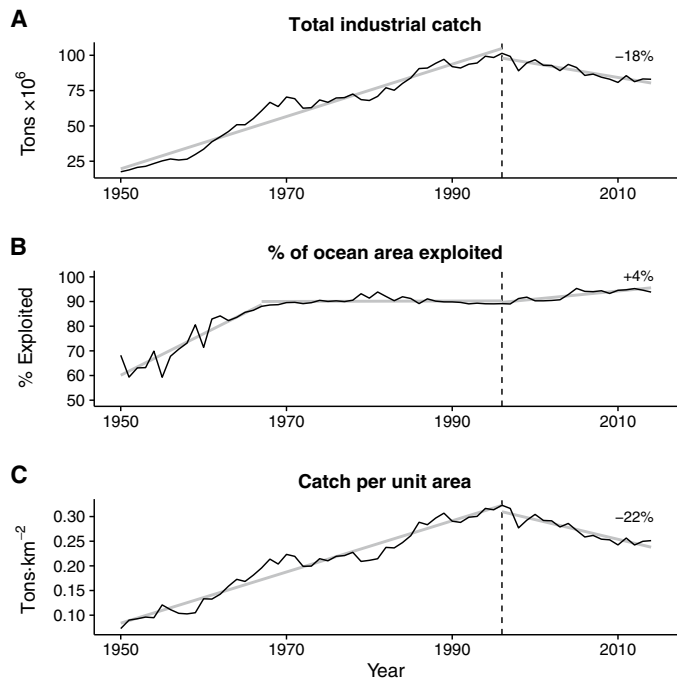 A
Total industrial catch
Tons ×10⁶
100
75
50
25
−18%
1950 1970 1990 2010
B
% of ocean area exploited
% Exploited
100
90
80
70
60
50
+4%
1950 1970 1990 2010
C
Catch per unit area
Tons·km⁻²
0.30
0.25
0.20
0.15
0.10
−22%
1950 1970 1990 2010
Year